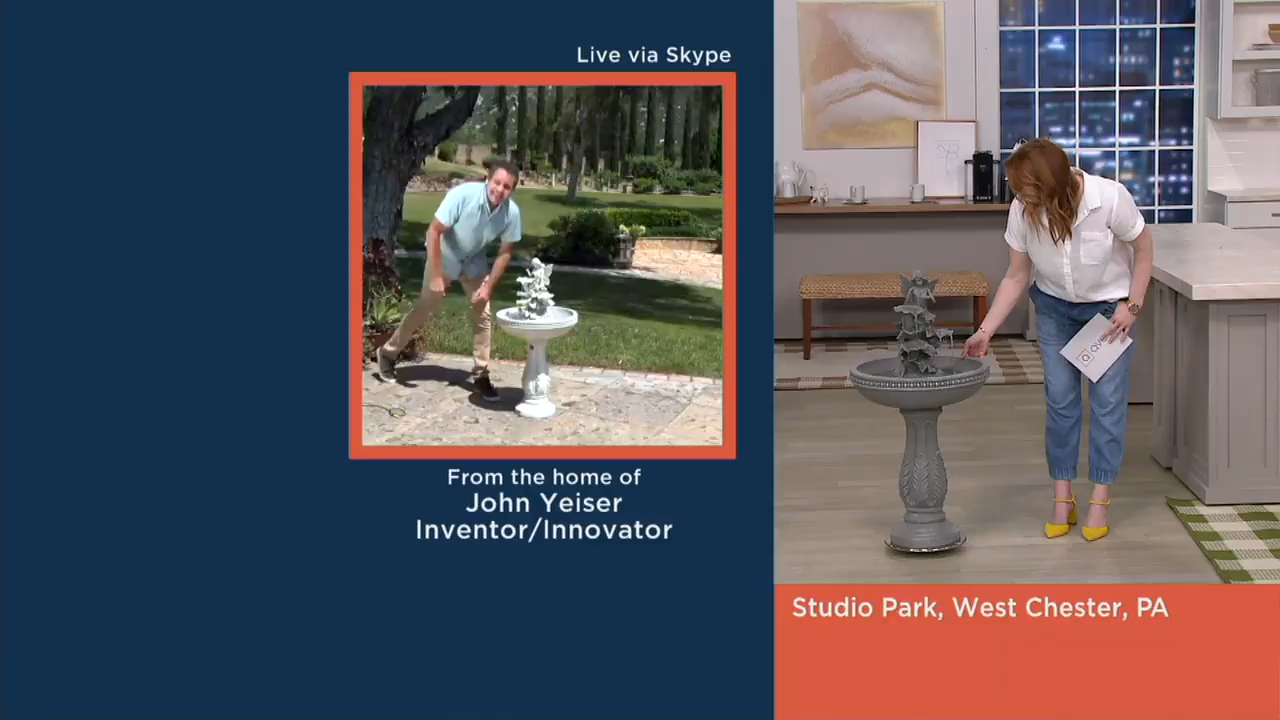 Live via Skype
From the home of
John Yeiser
Inventor/Innovator
Studio Park, West Chester, PA